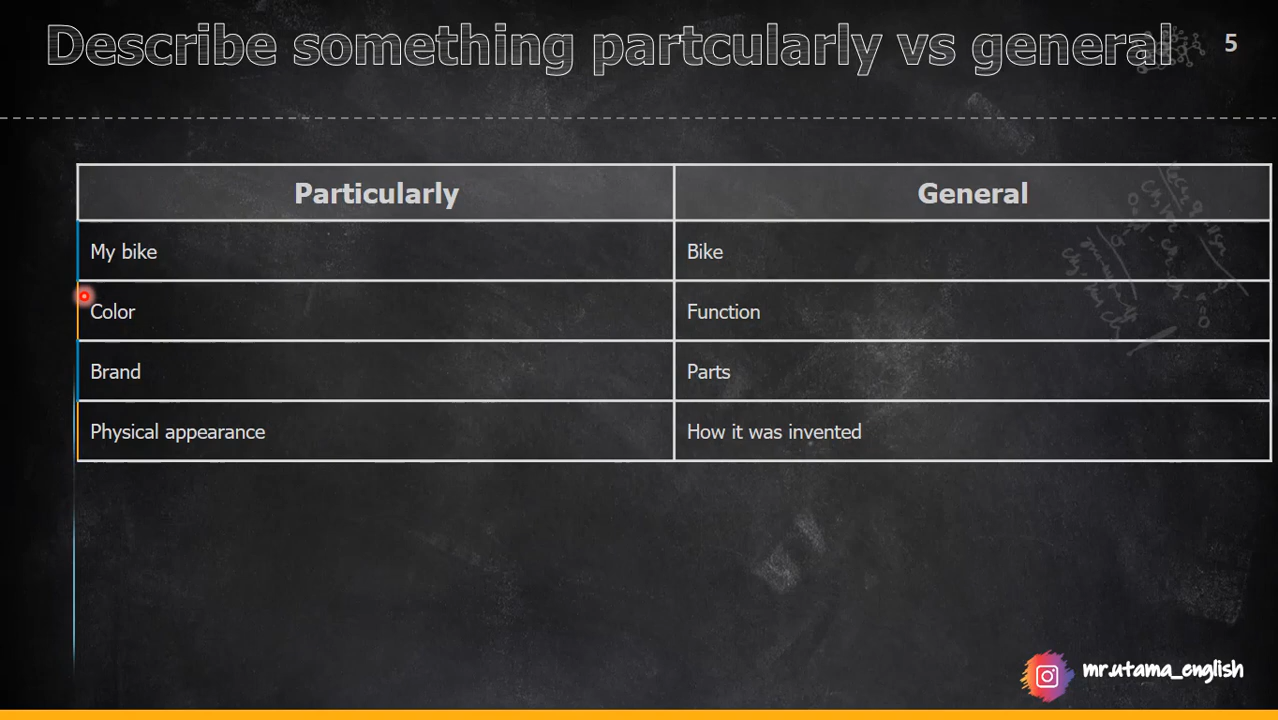 Describe something partcularly vs general
5
Particularly General
My bike Bike
Color Function
Brand Parts
Physical appearance How it was invented
mr.utama_english